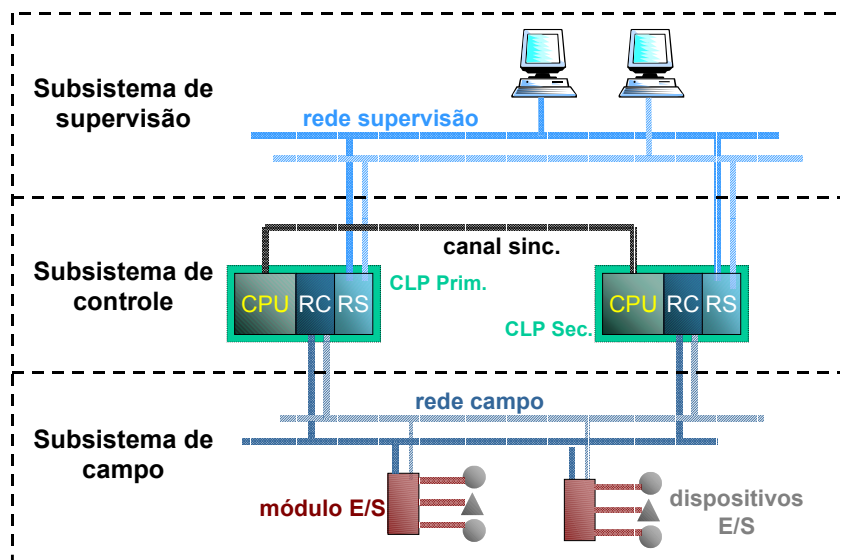 Subsistema de
supervisão
rede supervisão
Subsistema de
controle
canal sinc.
CPU RC RS
CLP Prim.
CPU RC RS
CLP Sec.
Subsistema de
campo
rede campo
módulo E/S
dispositivos
E/S